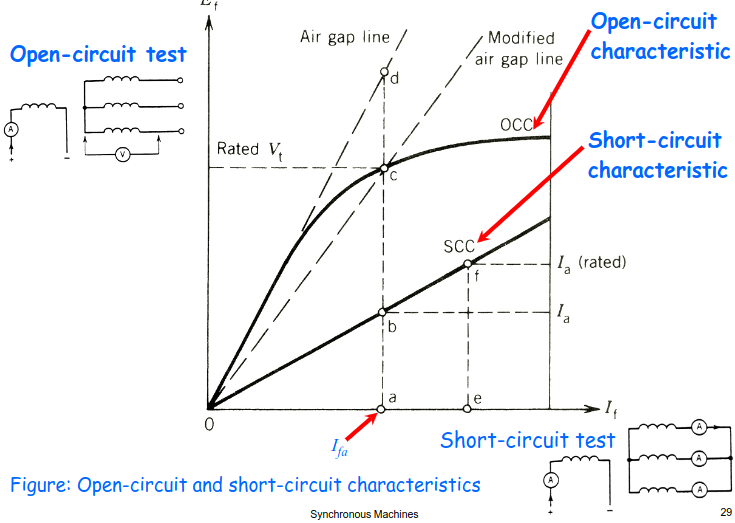 E_f
Open-circuit
characteristic
Air gap line
Modified
air gap line
Open-circuit test
d
A
+
−
V
OCC
Rated V_t
c
Short-circuit
characteristic
SCC
I_a (rated)
f
I_a
b
a
e
I_f
0
I_fa
Short-circuit test
A
A
A
A
+
−
Figure: Open-circuit and short-circuit characteristics
Synchronous Machines
29